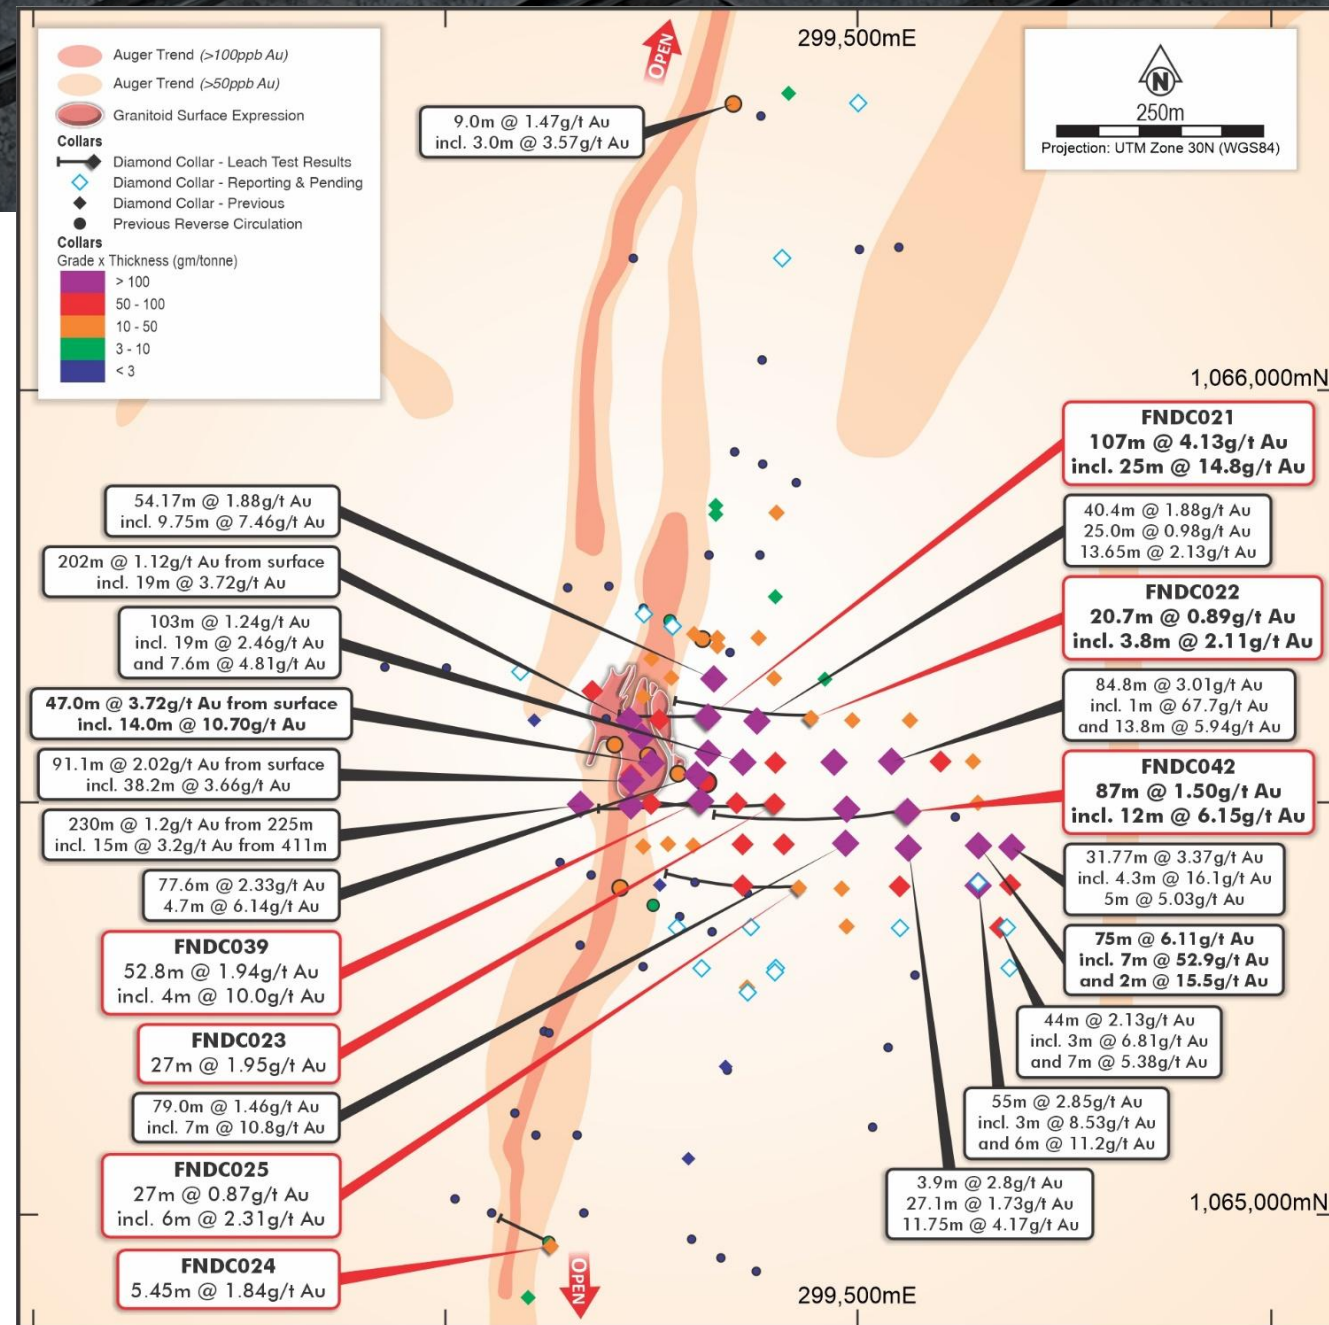 OPEN
299,500mE
Auger Trend (>100ppb Au)
Auger Trend (>50ppb Au)
Granitoid Surface Expression
Collars
Diamond Collar - Leach Test Results
Diamond Collar - Reporting & Pending
Diamond Collar - Previous
Previous Reverse Circulation
Collars
Grade x Thickness (gm/tonne)
> 100
50 - 100
10 - 50
3 - 10
< 3
N
250m
Projection: UTM Zone 30N (WGS84)
9.0m @ 1.47g/t Au
incl. 3.0m @ 3.57g/t Au
1,066,000mN
54.17m @ 1.88g/t Au
incl. 9.75m @ 7.46g/t Au
202m @ 1.12g/t Au from surface
incl. 19m @ 3.72g/t Au
103m @ 1.24g/t Au
incl. 19m @ 2.46g/t Au
and 7.6m @ 4.81g/t Au
47.0m @ 3.72g/t Au from surface
incl. 14.0m @ 10.70g/t Au
91.1m @ 2.02g/t Au from surface
incl. 38.2m @ 3.66g/t Au
230m @ 1.2g/t Au from 225m
incl. 15m @ 3.2g/t Au from 411m
77.6m @ 2.33g/t Au
4.7m @ 6.14g/t Au
FNDC039
52.8m @ 1.94g/t Au
incl. 4m @ 10.0g/t Au
FNDC023
27m @ 1.95g/t Au
79.0m @ 1.46g/t Au
incl. 7m @ 10.8g/t Au
FNDC025
27m @ 0.87g/t Au
incl. 6m @ 2.31g/t Au
FNDC024
5.45m @ 1.84g/t Au
FNDC021
107m @ 4.13g/t Au
incl. 25m @ 14.8g/t Au
40.4m @ 1.88g/t Au
25.0m @ 0.98g/t Au
13.65m @ 2.13g/t Au
FNDC022
20.7m @ 0.89g/t Au
incl. 3.8m @ 2.11g/t Au
84.8m @ 3.01g/t Au
incl. 1m @ 67.7g/t Au
and 13.8m @ 5.94g/t Au
FNDC042
87m @ 1.50g/t Au
incl. 12m @ 6.15g/t Au
31.77m @ 3.37g/t Au
incl. 4.3m @ 16.1g/t Au
5m @ 5.03g/t Au
75m @ 6.11g/t Au
incl. 7m @ 52.9g/t Au
and 2m @ 15.5g/t Au
44m @ 2.13g/t Au
incl. 3m @ 6.81g/t Au
and 7m @ 5.38g/t Au
55m @ 2.85g/t Au
incl. 3m @ 8.53g/t Au
and 6m @ 11.2g/t Au
3.9m @ 2.8g/t Au
27.1m @ 1.73g/t Au
11.75m @ 4.17g/t Au
1,065,000mN
OPEN
299,500mE